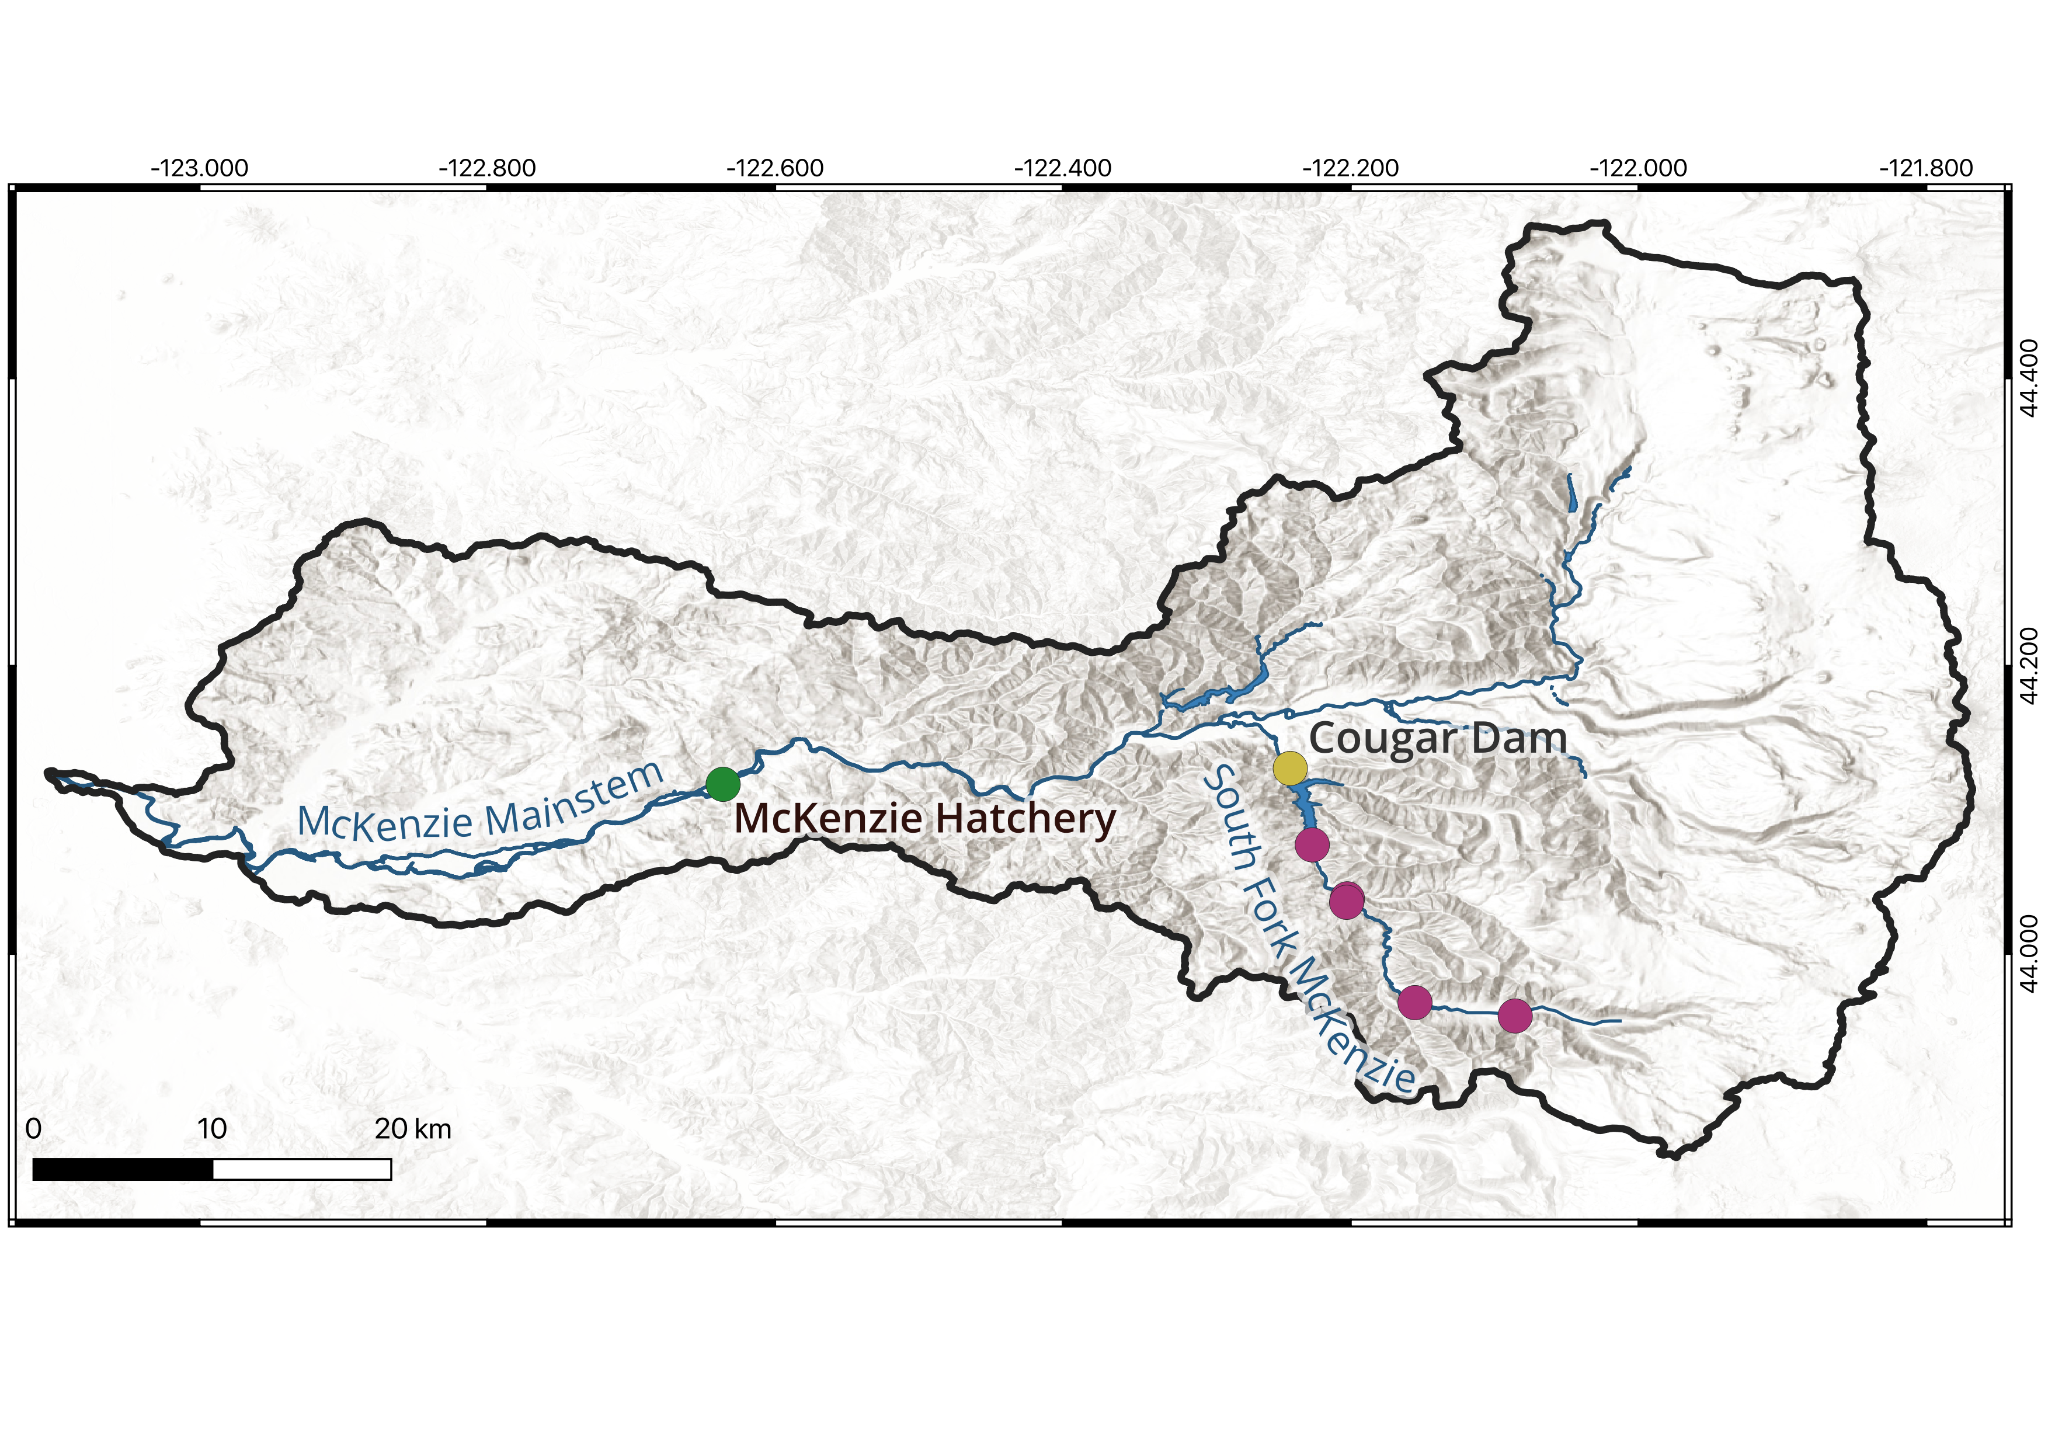 -123.000 -122.800 -122.600 -122.400 -122.200 -122.000 -121.800
44.400
44.200
44.000
Cougar Dam
McKenzie Mainstem
McKenzie Hatchery
South Fork McKenzie
0 10 20 km